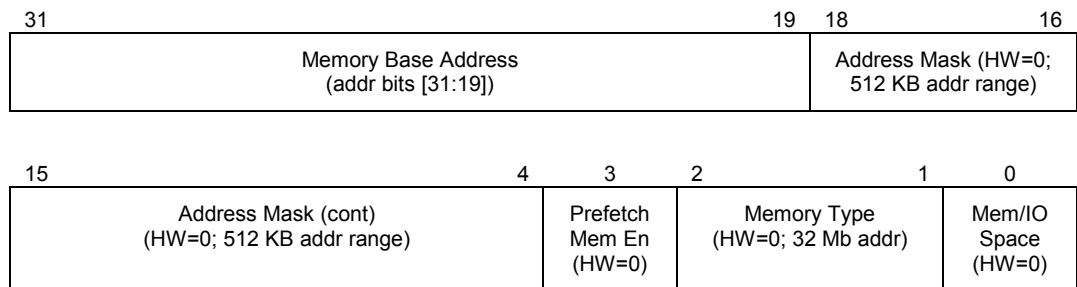 31 19 18 16
Memory Base Address
(addr bits [31:19])
Address Mask (HW=0;
512 KB addr range)
15 4 3 2 1 0
Address Mask (cont)
(HW=0; 512 KB addr range)
Prefetch
Mem En
(HW=0)
Memory Type
(HW=0; 32 Mb addr)
Mem/IO
Space
(HW=0)